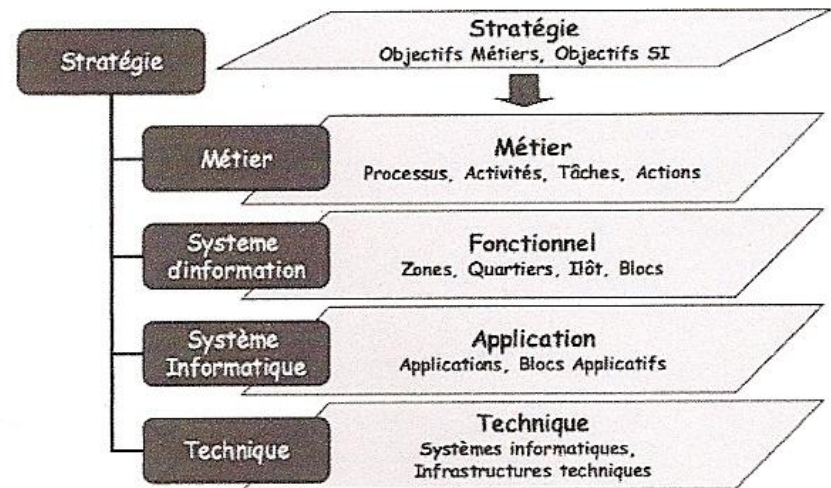 Stratégie
Stratégie
Objectifs Métiers, Objectifs SI
Métier
Métier
Processus, Activités, Tâches, Actions
Systeme
d'information
Fonctionnel
Zones, Quartiers, Ilôt, Blocs
Système
Informatique
Application
Applications, Blocs Applicatifs
Technique
Technique
Systèmes informatiques,
Infrastructures techniques